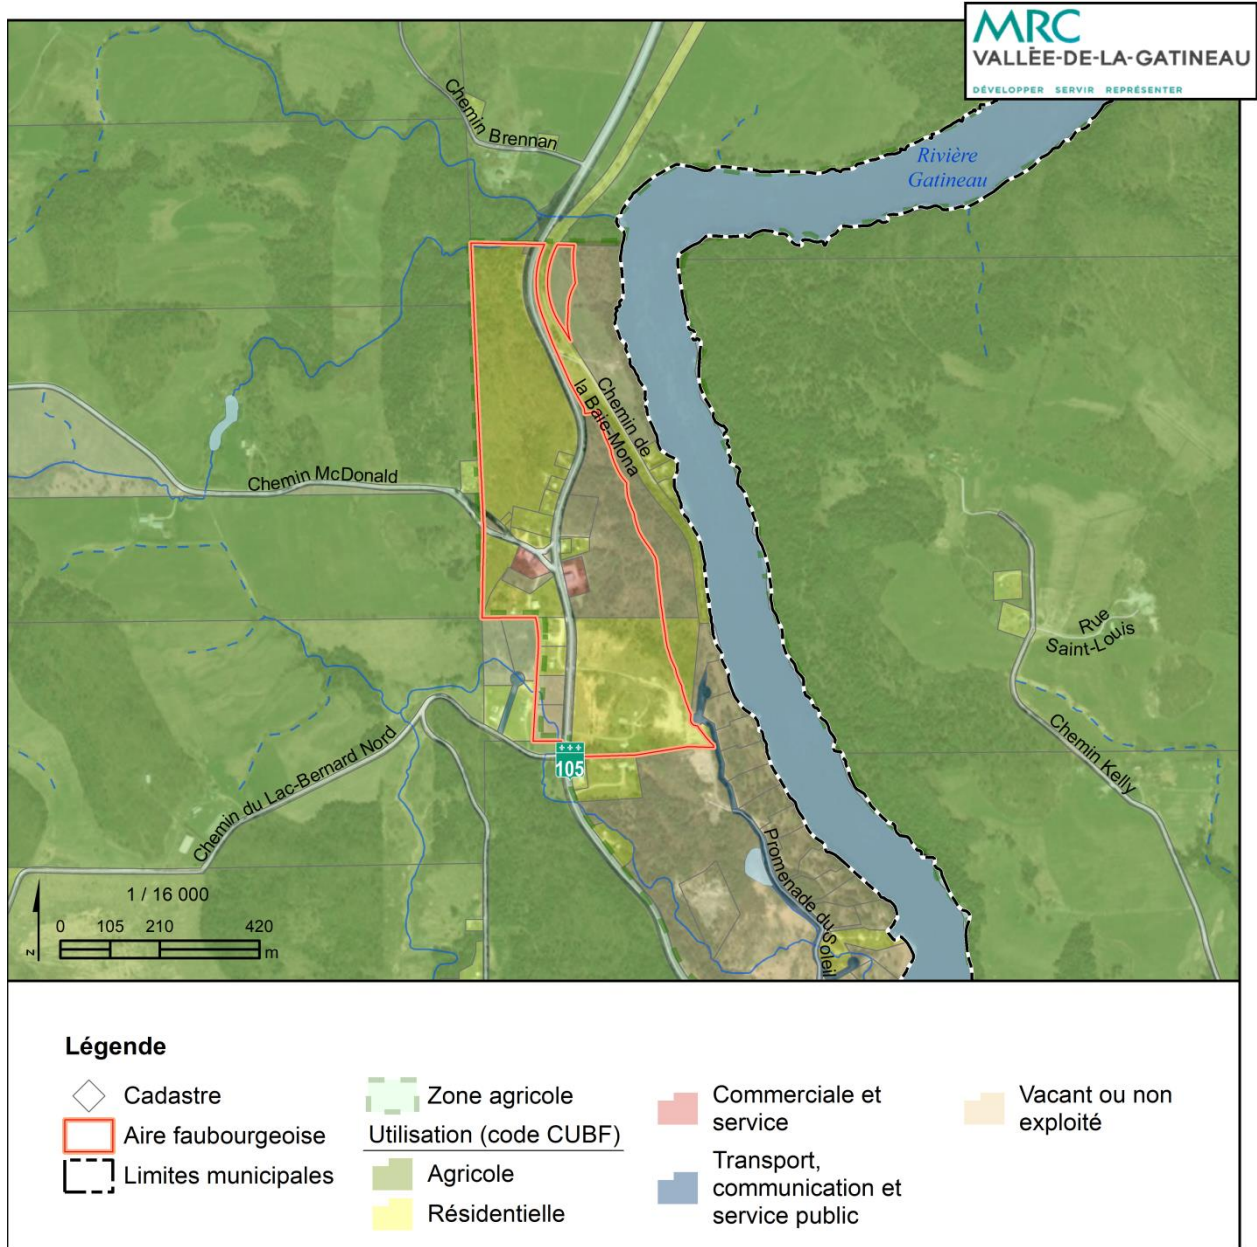 MRC
VALLÉE-DE-LA-GATINEAU
DÉVELOPPER SERVIR REPRÉSENTER
Chemin Brennan
Rivière
Gatineau
Chemin de
la Baie-Mona
Chemin McDonald
Rue
Saint-Louis
Chemin Kelly
105
Chemin du Lac-Bernard Nord
Promenade du Soleil
1 / 16 000
0 105 210 420
m
N
Légende
Cadastre
Aire faubourgeoise
Limites municipales
Zone agricole
Utilisation (code CUBF)
Agricole
Résidentielle
Commerciale et
service
Transport,
communication et
service public
Vacant ou non
exploité